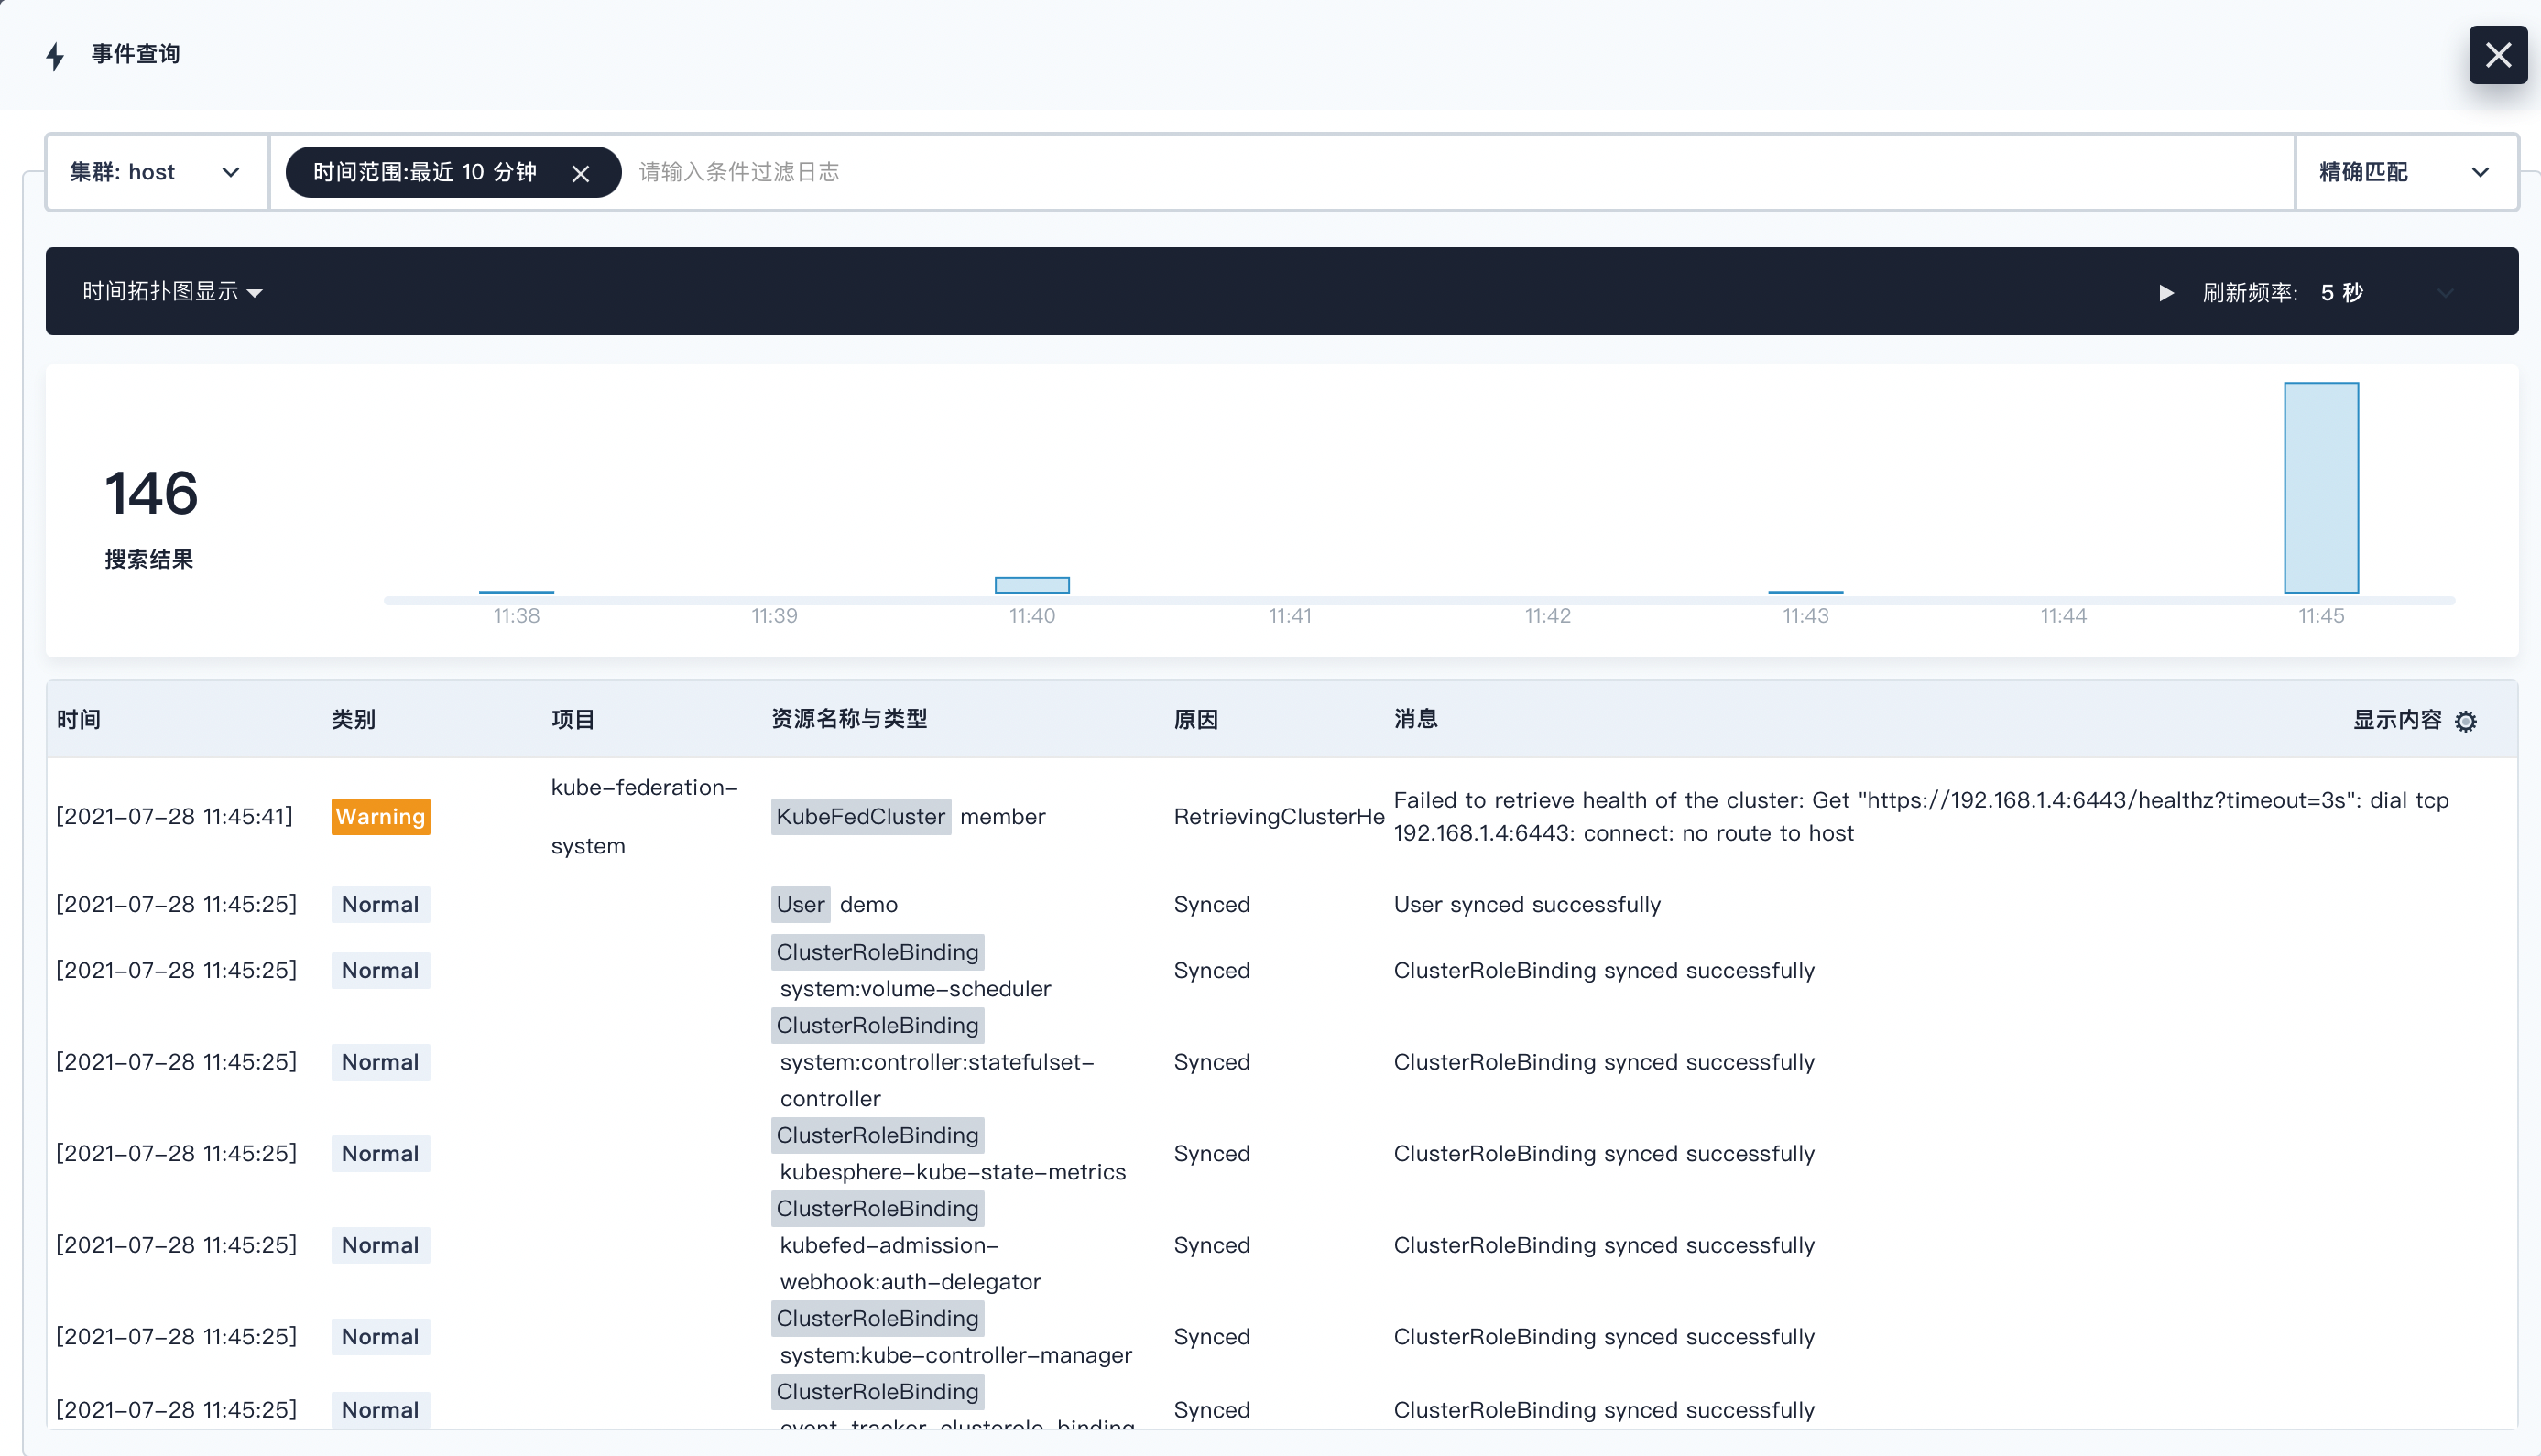 事件查询
集群: host
时间范围:最近 10 分钟
请输入条件过滤日志
精确匹配
时间拓扑图显示
刷新频率: 5 秒
146
搜索结果
11:38 11:39 11:40 11:41 11:42 11:43 11:44 11:45
时间 类别 项目 资源名称与类型 原因 消息 显示内容
[2021-07-28 11:45:41] Warning kube-federation-
system
KubeFedCluster member RetrievingClusterHe
Failed to retrieve health of the cluster: Get "https://192.168.1.4:6443/healthz?timeout=3s": dial tcp
192.168.1.4:6443: connect: no route to host
[2021-07-28 11:45:25] Normal User demo Synced User synced successfully
[2021-07-28 11:45:25] Normal ClusterRoleBinding
system:volume-scheduler
Synced ClusterRoleBinding synced successfully
[2021-07-28 11:45:25] Normal ClusterRoleBinding
system:controller:statefulset-
controller
Synced ClusterRoleBinding synced successfully
[2021-07-28 11:45:25] Normal ClusterRoleBinding
kubesphere-kube-state-metrics
Synced ClusterRoleBinding synced successfully
[2021-07-28 11:45:25] Normal ClusterRoleBinding
kubefed-admission-
webhook:auth-delegator
Synced ClusterRoleBinding synced successfully
[2021-07-28 11:45:25] Normal ClusterRoleBinding
system:kube-controller-manager
Synced ClusterRoleBinding synced successfully
[2021-07-28 11:45:25] Normal ClusterRoleBinding
Synced ClusterRoleBinding synced successfully